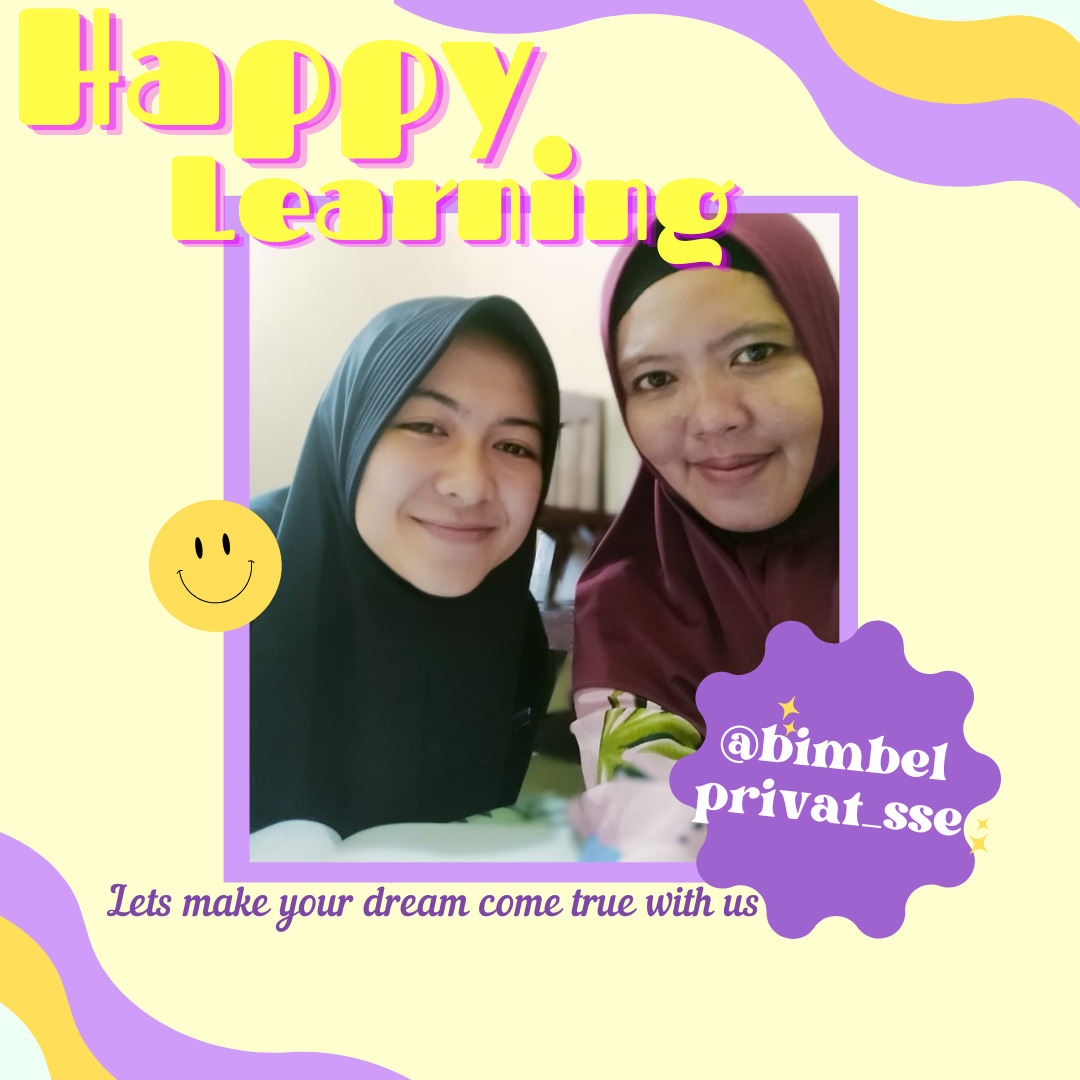 Happy
Learning
@bimbel
privat_sse
Lets make your dream come true with us